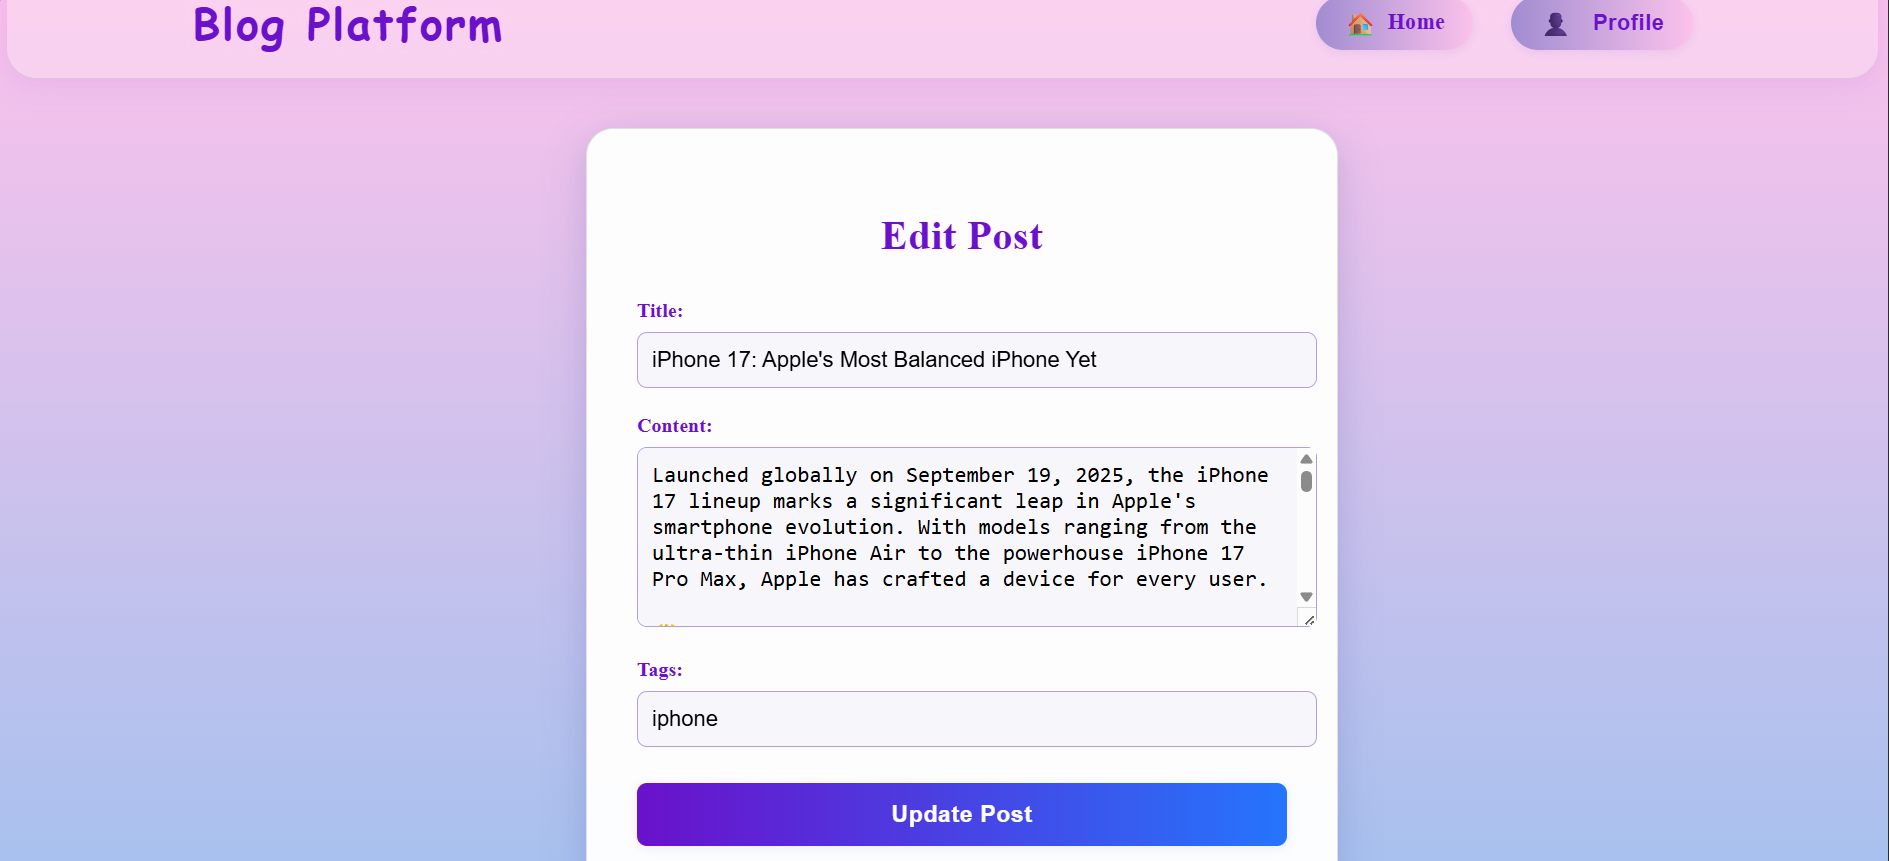 Blog Platform
Home
Profile
Edit Post
Title:
iPhone 17: Apple's Most Balanced iPhone Yet
Content:
Launched globally on September 19, 2025, the iPhone
17 lineup marks a significant leap in Apple's
smartphone evolution. With models ranging from the
ultra-thin iPhone Air to the powerhouse iPhone 17
Pro Max, Apple has crafted a device for every user.
Tags:
iphone
Update Post